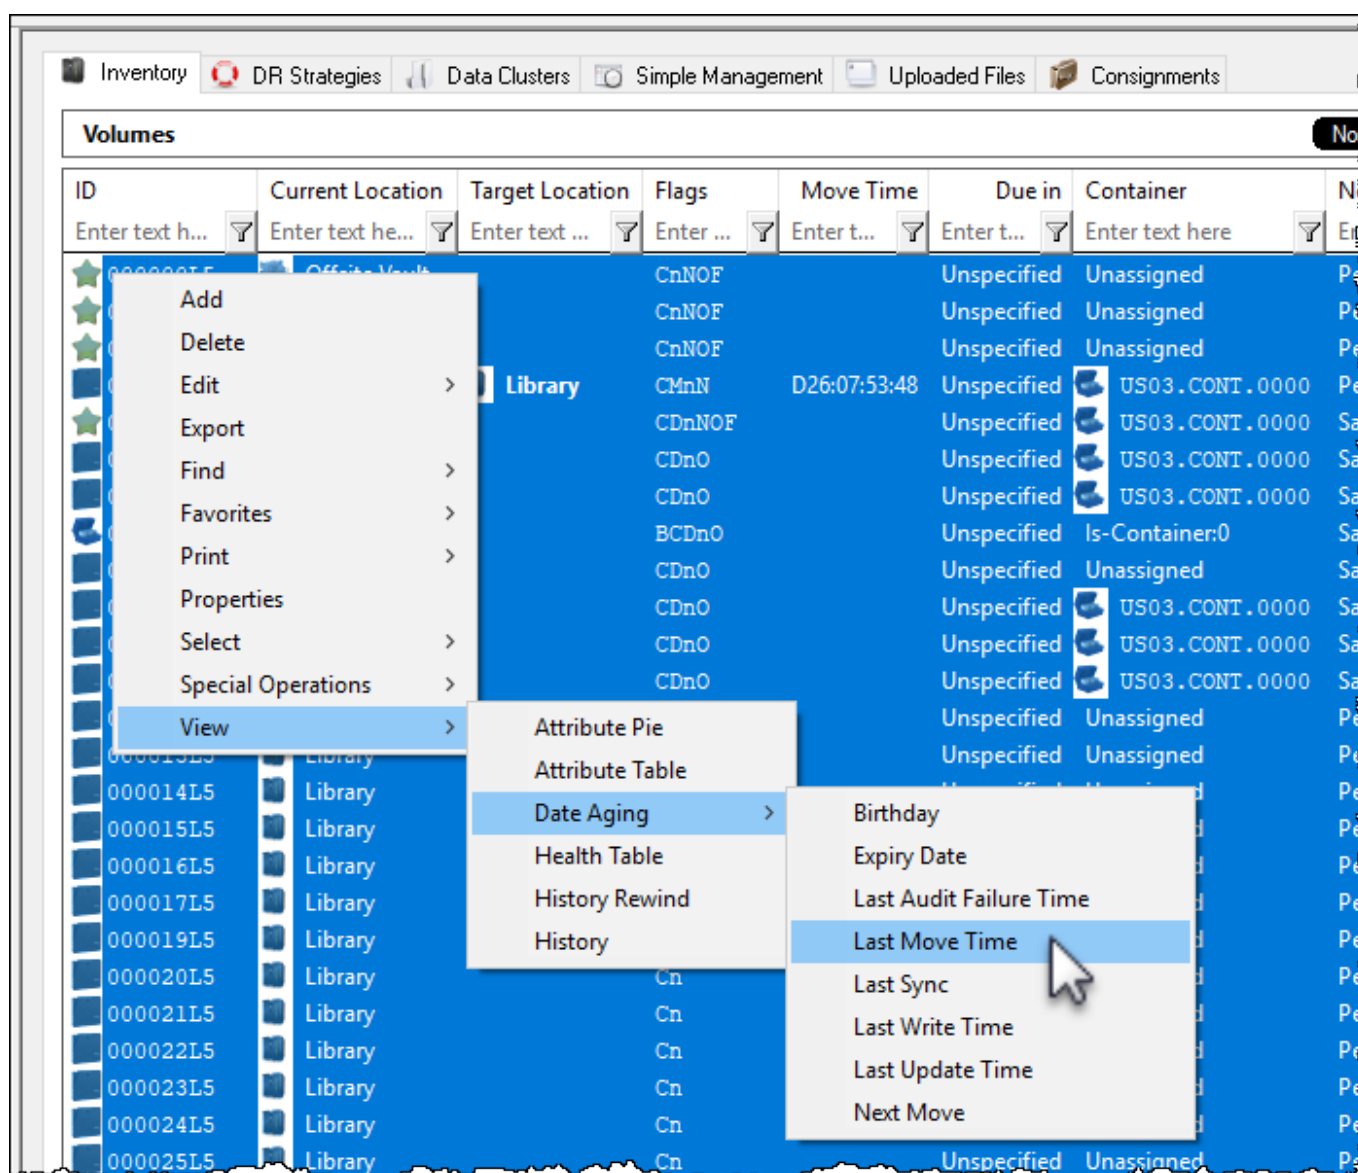 Inventory DR Strategies Data Clusters Simple Management Uploaded Files Consignments
Volumes No
ID Current Location Target Location Flags Move Time Due in Container
Enter text h... Enter text he... Enter text ... Enter ... Enter t... Enter t... Enter text here
CnNOF Unspecified Unassigned
Add
CnNOF Unspecified Unassigned
Delete
CnNOF Unspecified Unassigned
Edit Library CMnN D26:07:53:48 Unspecified US03.CONT.0000
Export CDnNOF Unspecified US03.CONT.0000
Find CDnO Unspecified US03.CONT.0000
CDnO Unspecified US03.CONT.0000
Favorites
BCDnO Unspecified Is-Container:0
Print
CDnO Unspecified Unassigned
Properties CDnO Unspecified US03.CONT.0000
Select CDnO Unspecified US03.CONT.0000
Special Operations CDnO Unspecified US03.CONT.0000
View Attribute Pie Unspecified Unassigned
Library Unspecified Unassigned
Attribute Table
000014L5 Library
Date Aging Birthday
000015L5 Library
Health Table Expiry Date
000016L5 Library
History Rewind Last Audit Failure Time
000017L5 Library
History Last Move Time
000019L5 Library
000020L5 Library Cn Last Sync
000021L5 Library Cn Last Write Time
000022L5 Library Cn Last Update Time
000023L5 Library Cn
Next Move
000024L5 Library Cn
000025L5 Library Cn Unspecified Unassigned